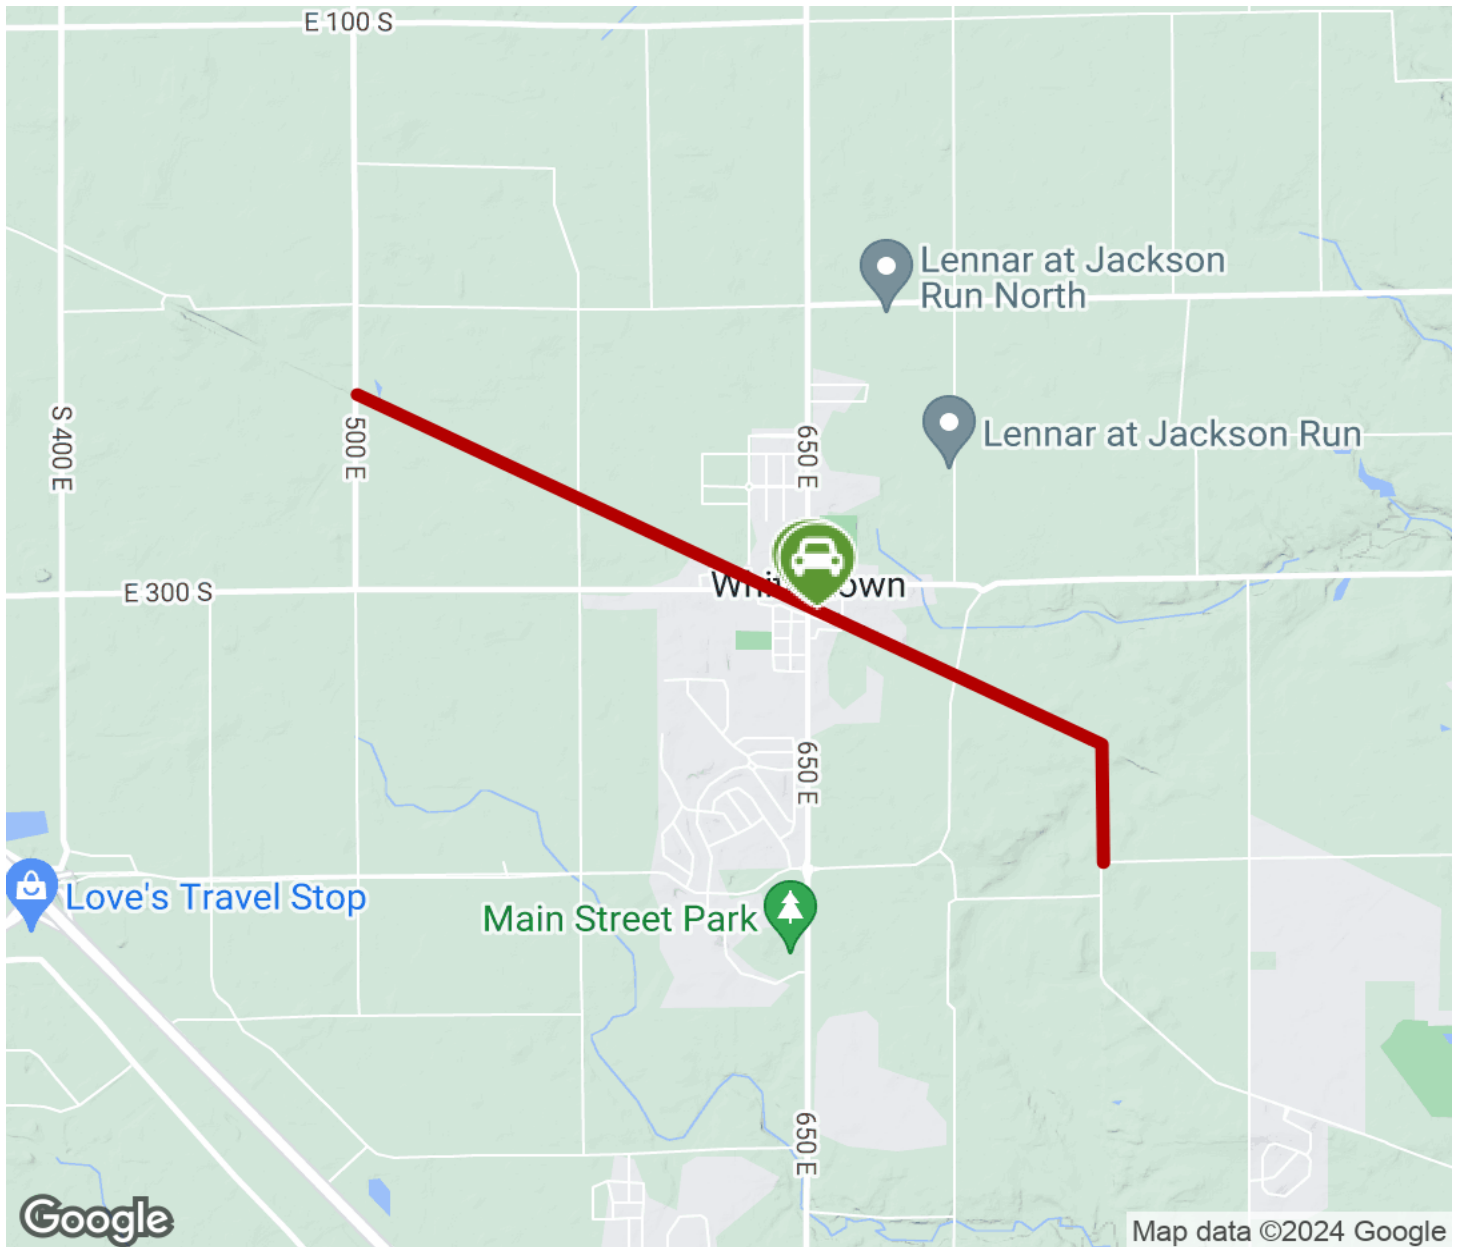 E 100 S
Lennar at Jackson
Run North
S 400 E
500 E
650 E
Lennar at Jackson Run
E 300 S
650 E
Love's Travel Stop
Main Street Park
650 E
Google
Map data ©2024 Google